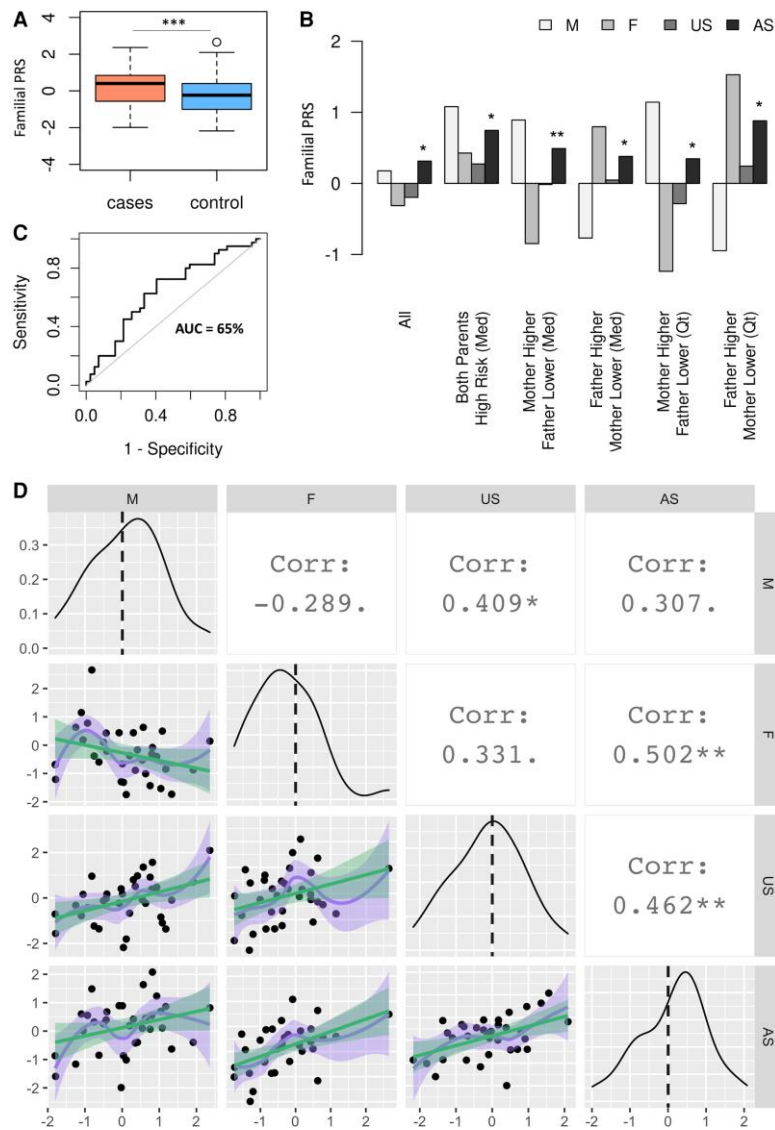 A
***
Familial PRS
4
2
0
-2
-4
cases
control
B
M F US AS
Familial PRS
1
0
-1
*
*
**
*
*
*
All
Both Parents
High Risk (Med)
Mother Higher
Father Lower (Med)
Father Higher
Mother Lower (Med)
Mother Higher
Father Lower (Qt)
Father Higher
Mother Lower (Qt)
C
Sensitivity
0.8
0.4
0.0
AUC = 65%
0.0 0.4 0.8
1 - Specificity
D
M F US AS
0.3
0.2
0.1
0.0
Corr:
-0.289.
Corr:
0.409*
Corr:
0.307.
M
2
1
0
-1
-2
Corr:
0.331.
Corr:
0.502**
F
2
0
-2
Corr:
0.462**
US
2
1
0
-1
-2
AS
-1 0 1 2
-1 0 1 2
-2 -1 0 1 2
-2 -1 0 1 2